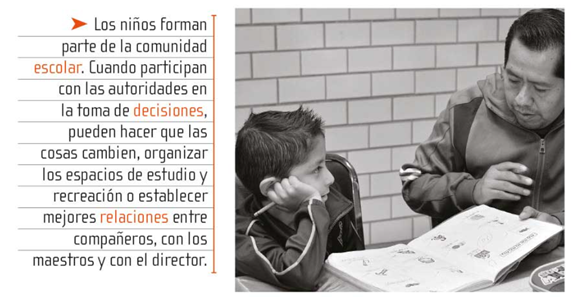 ➤ Los niños forman
parte de la comunidad
escolar. Cuando participan
con las autoridades en
la toma de decisiones,
pueden hacer que las
cosas cambien, organizar
los espacios de estudio y
recreación o establecer
mejores relaciones entre
compañeros, con los
maestros y con el director.